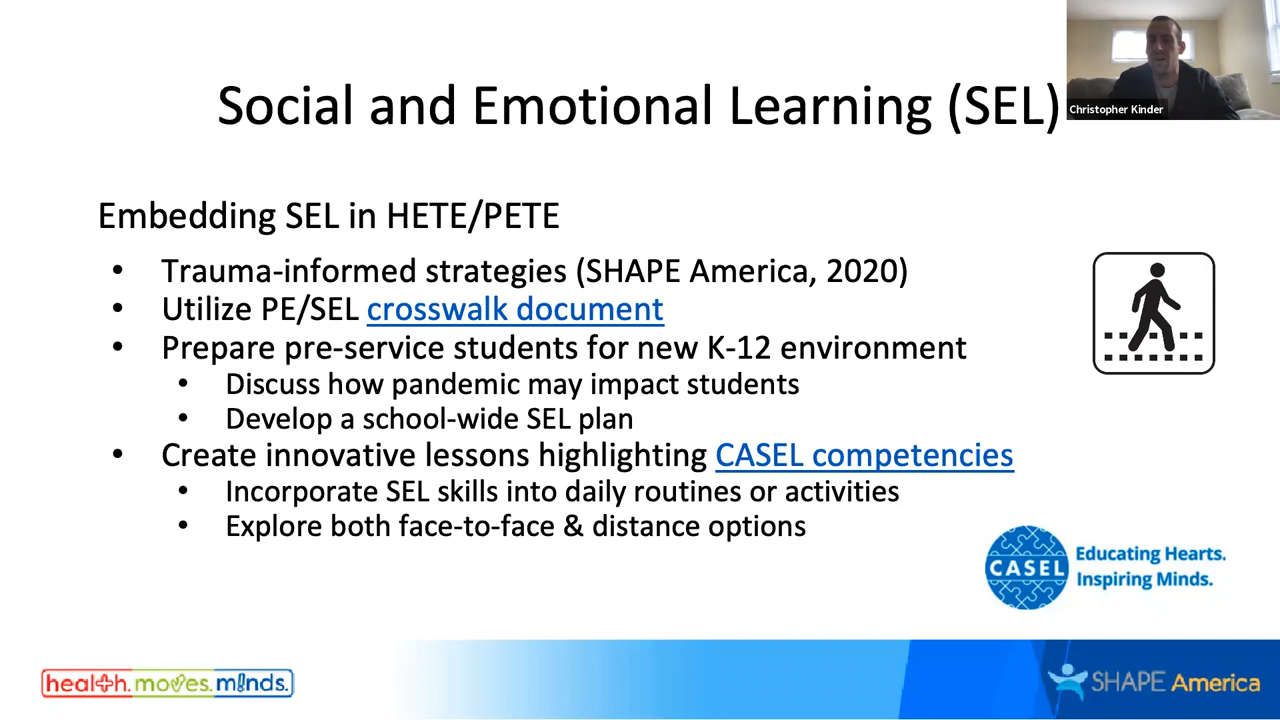 Social and Emotional Learning (SEL)
Christopher Kinder
Embedding SEL in HETE/PETE
• Trauma-informed strategies (SHAPE America, 2020)
• Utilize PE/SEL crosswalk document
• Prepare pre-service students for new K-12 environment
• Discuss how pandemic may impact students
• Develop a school-wide SEL plan
• Create innovative lessons highlighting CASEL competencies
• Incorporate SEL skills into daily routines or activities
• Explore both face-to-face & distance options
CASEL
Educating Hearts.
Inspiring Minds.
health.moves.minds.
SHAPE America